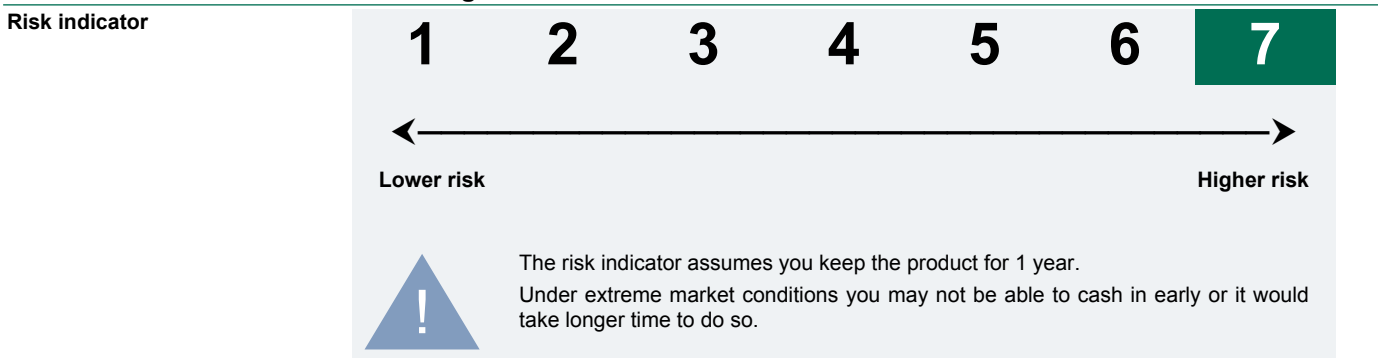 Risk indicator
1 2 3 4 5 6 7
Lower risk Higher risk
!
The risk indicator assumes you keep the product for 1 year.
Under extreme market conditions you may not be able to cash in early or it would
take longer time to do so.